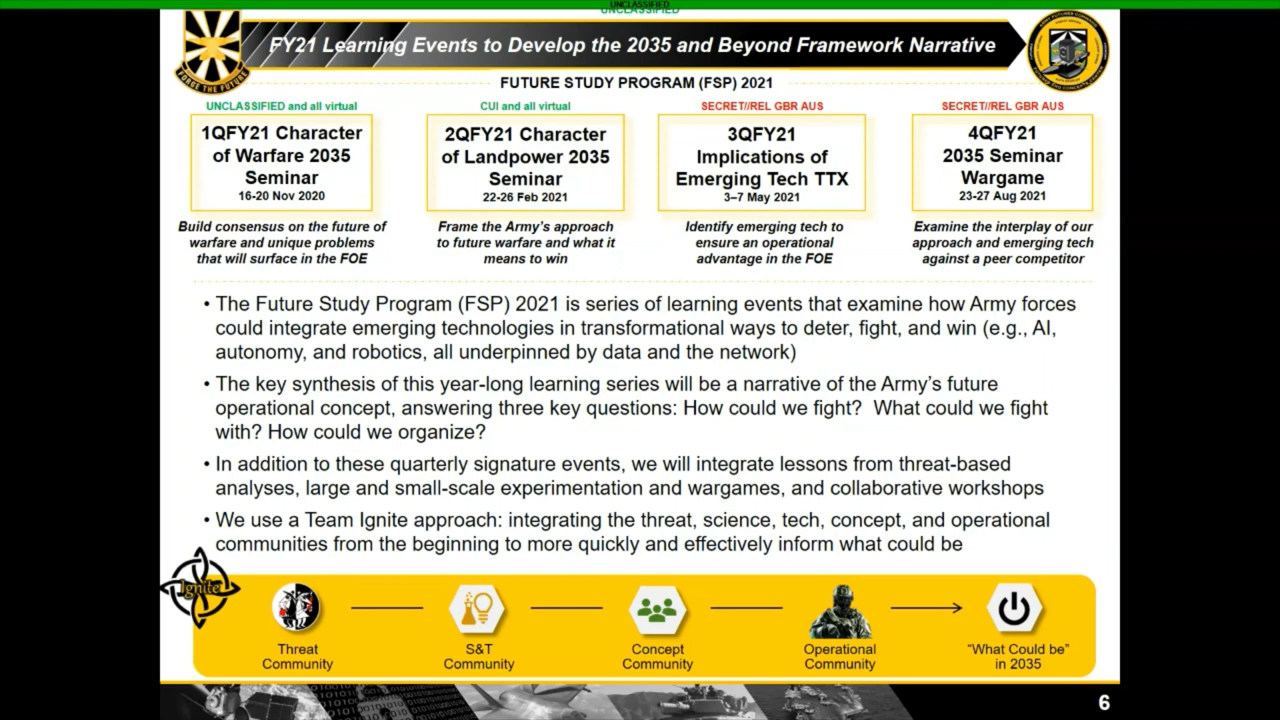 UNCLASSIFIED
UNCLASSIFIED
FY21 Learning Events to Develop the 2035 and Beyond Framework Narrative
FORGE THE FUTURE
FUTURE STUDY PROGRAM (FSP) 2021
UNCLASSIFIED and all virtual
1QFY21 Character
of Warfare 2035
Seminar
16-20 Nov 2020
Build consensus on the future of
warfare and unique problems
that will surface in the FOE
CUI and all virtual
2QFY21 Character
of Landpower 2035
Seminar
22-26 Feb 2021
Frame the Army's approach
to future warfare and what it
means to win
SECRET//REL GBR AUS
3QFY21
Implications of
Emerging Tech TTX
3–7 May 2021
Identify emerging tech to
ensure an operational
advantage in the FOE
SECRET//REL GBR AUS
4QFY21
2035 Seminar
Wargame
23-27 Aug 2021
Examine the interplay of our
approach and emerging tech
against a peer competitor
• The Future Study Program (FSP) 2021 is series of learning events that examine how Army forces
could integrate emerging technologies in transformational ways to deter, fight, and win (e.g., AI,
autonomy, and robotics, all underpinned by data and the network)
• The key synthesis of this year-long learning series will be a narrative of the Army's future
operational concept, answering three key questions: How could we fight? What could we fight
with? How could we organize?
• In addition to these quarterly signature events, we will integrate lessons from threat-based
analyses, large and small-scale experimentation and wargames, and collaborative workshops
• We use a Team Ignite approach: integrating the threat, science, tech, concept, and operational
communities from the beginning to more quickly and effectively inform what could be
Ignite
Threat
Community
S&T
Community
Concept
Community
Operational
Community
"What Could be"
in 2035
6